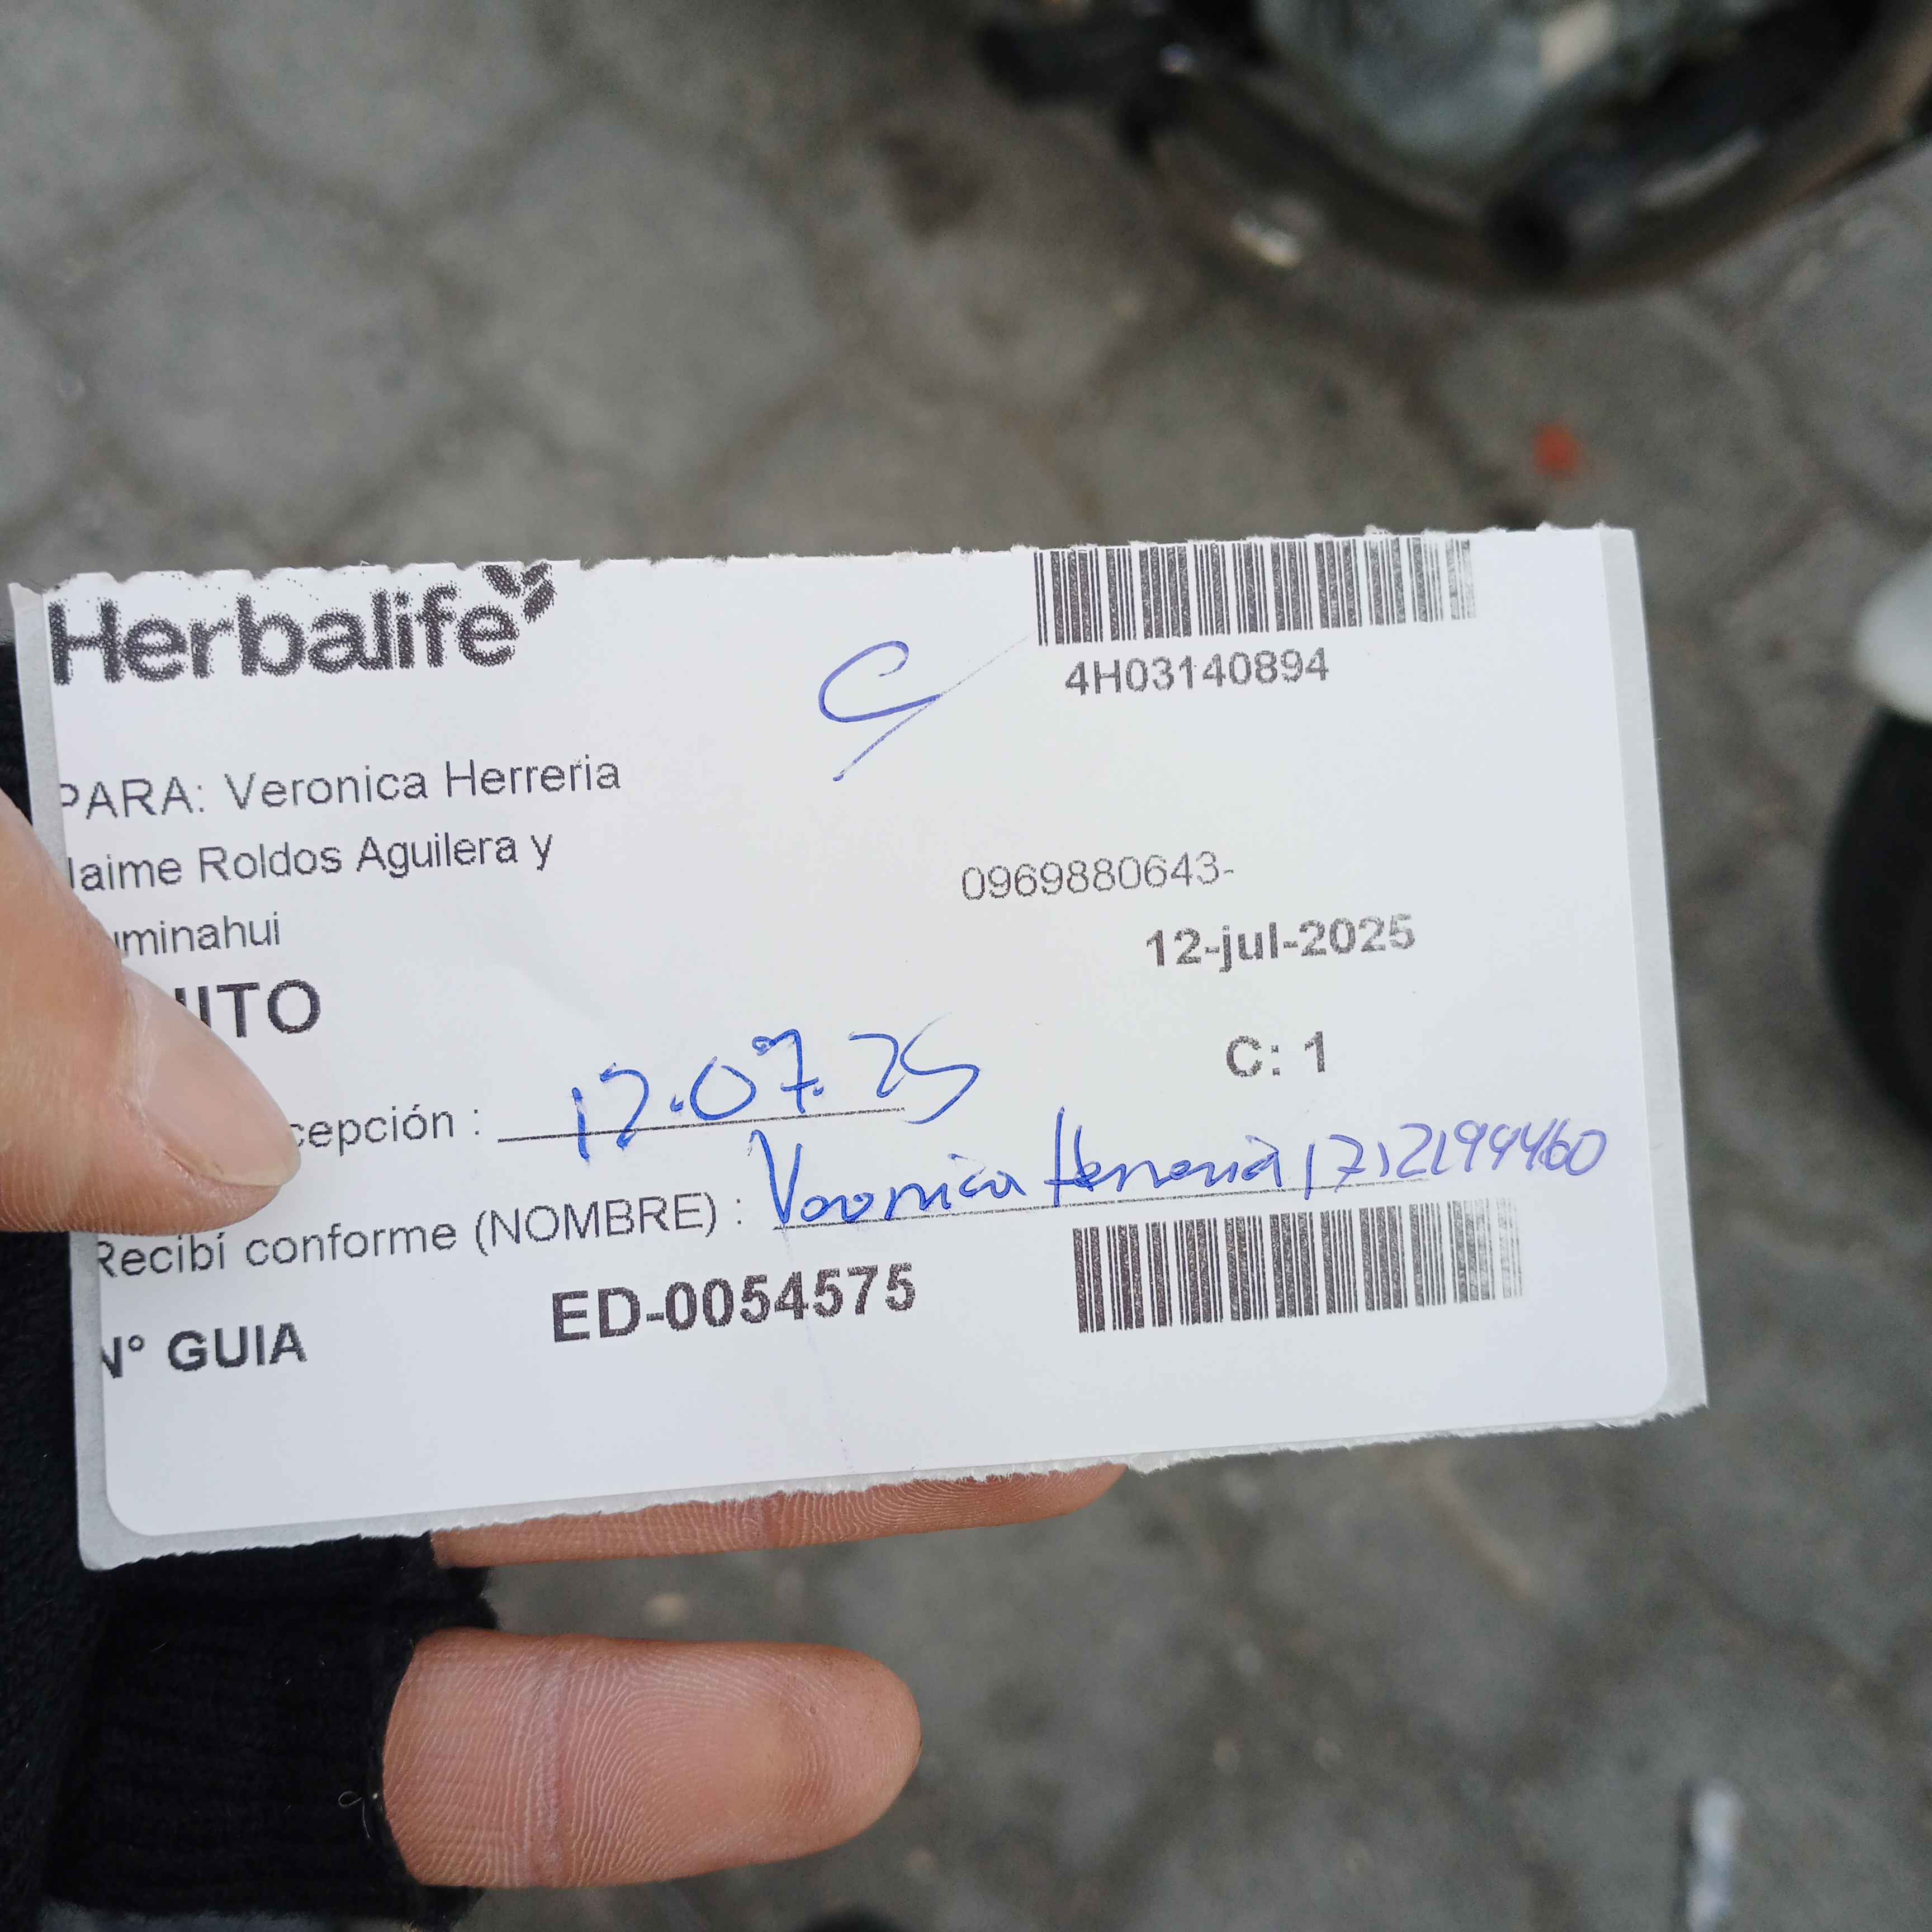 Herbalife
4H03140894
PARA: Veronica Herreria
Jaime Roldos Aguilera y
uminahui
0969880643-
12-jul-2025
UITO
C: 1
cepción : 12.07.25
Recibí conforme (NOMBRE) : Veronica Herreria 1712194460
N° GUIA ED-0054575